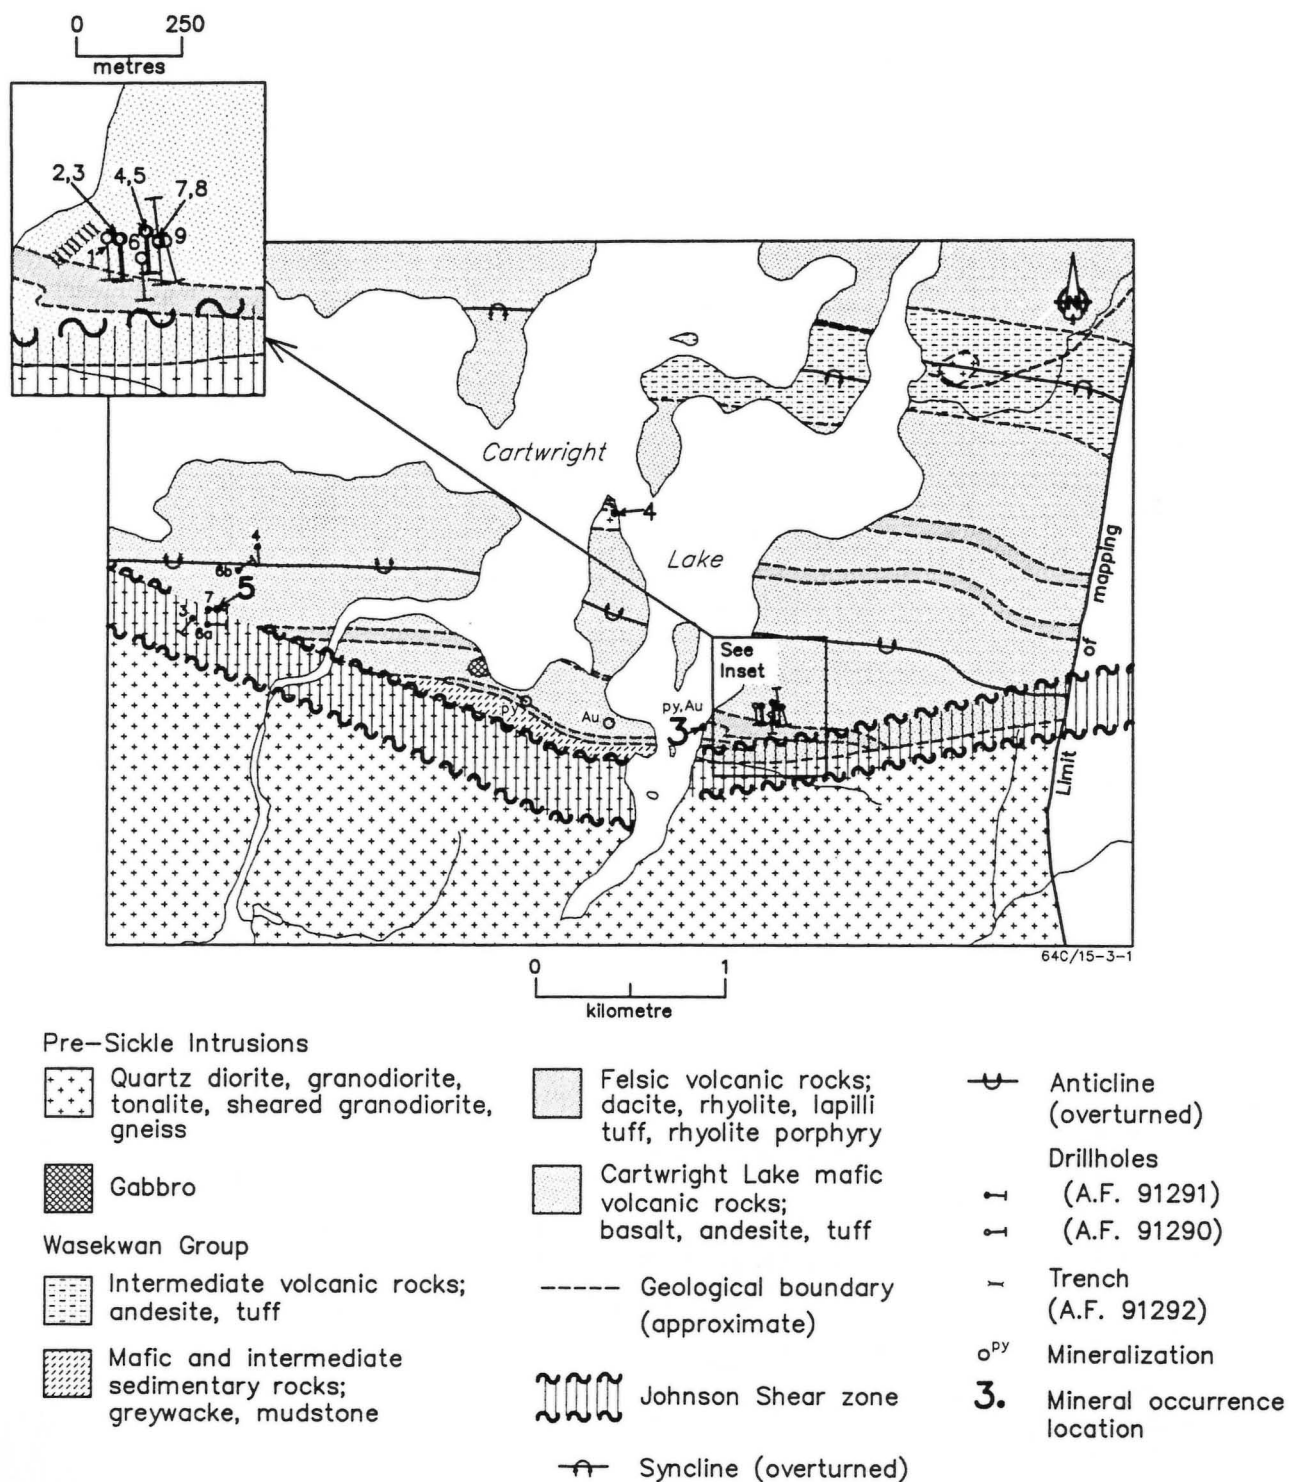 0 250
metres
2,3
4,5
7,8
6
9
1
N
Cartwright
4
Lake
4
6b
5
7
3
6a
See
Inset
py
Au
py,Au
3
Limit of mapping
64C/15-3-1
0 1
kilometre
Pre-Sickle Intrusions
Quartz diorite, granodiorite,
tonalite, sheared granodiorite,
gneiss
Gabbro
Wasekwan Group
Intermediate volcanic rocks;
andesite, tuff
Mafic and intermediate
sedimentary rocks;
greywacke, mudstone
Felsic volcanic rocks;
dacite, rhyolite, lapilli
tuff, rhyolite porphyry
Cartwright Lake mafic
volcanic rocks;
basalt, andesite, tuff
Geological boundary
(approximate)
Johnson Shear zone
Syncline (overturned)
Anticline
(overturned)
Drillholes
(A.F. 91291)
(A.F. 91290)
Trench
(A.F. 91292)
py Mineralization
3. Mineral occurrence
location